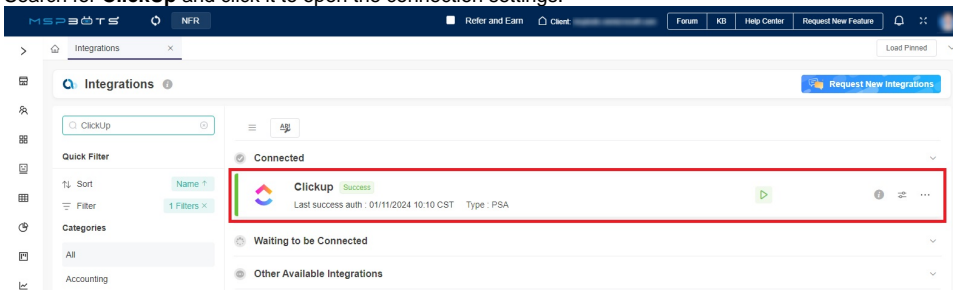 Search for ClickUp and click it to open the connection settings.
MSPBOTS NFR Refer and Earn Client: Forum KB Help Center Request New Feature
Integrations × Load Pinned
Integrations Request New Integrations
ClickUp
Quick Filter Connected
Sort Name ↑ Clickup Success
Filter 1 Filters × Last success auth : 01/11/2024 10:10 CST Type : PSA
Categories
All Waiting to be Connected
Accounting Other Available Integrations